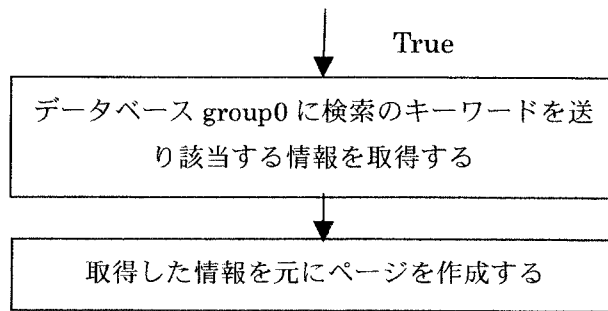 True
データベース group0 に検索のキーワードを送
り該当する情報を取得する
取得した情報を元にページを作成する